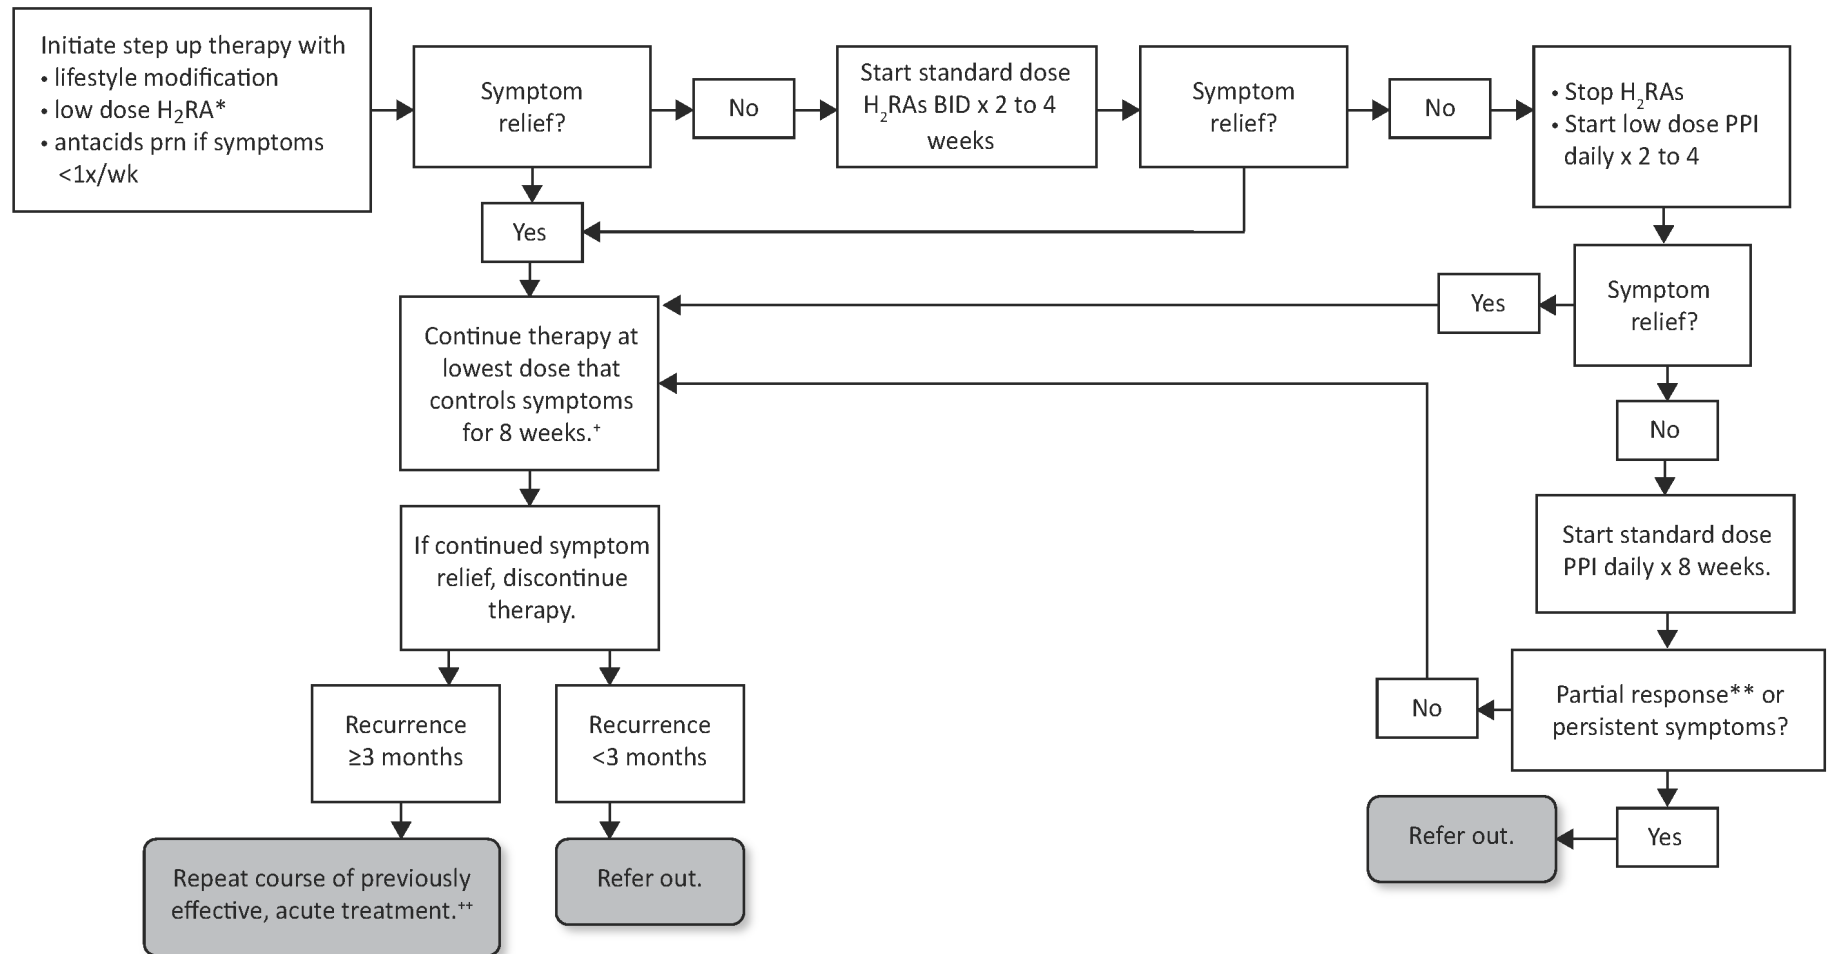 Initiate step up therapy with
• lifestyle modification
• low dose H₂RA*
• antacids prn if symptoms
<1x/wk
Symptom
relief?
No
Start standard dose
H₂RAs BID x 2 to 4
weeks
Symptom
relief?
No
• Stop H₂RAs
• Start low dose PPI
daily x 2 to 4
Yes
Symptom
relief?
Yes
Continue therapy at
lowest dose that
controls symptoms
for 8 weeks.⁺
No
If continued symptom
relief, discontinue
therapy.
Start standard dose
PPI daily x 8 weeks.
Partial response** or
persistent symptoms?
No
Recurrence
≥3 months
Recurrence
<3 months
Yes
Refer out.
Repeat course of previously
effective, acute treatment.⁺⁺
Refer out.